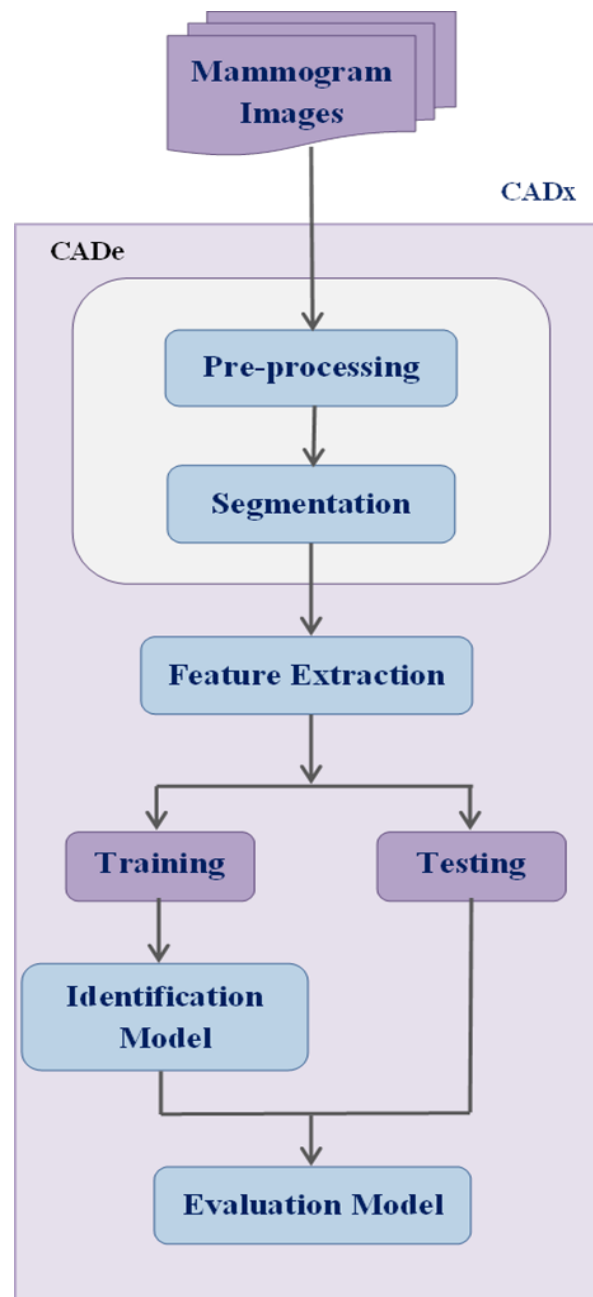 Mammogram
Images
CADx
CADe
Pre-processing
Segmentation
Feature Extraction
Training
Testing
Identification
Model
Evaluation Model